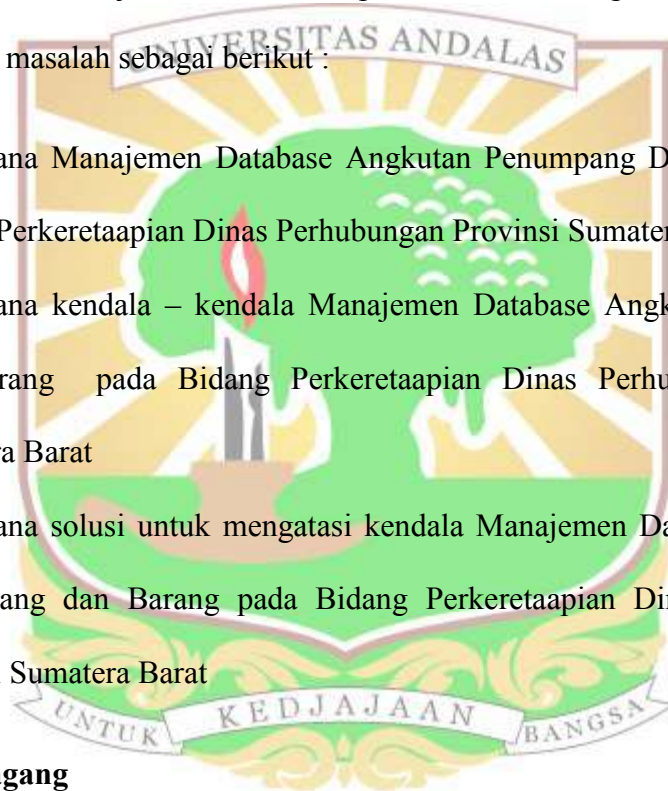 UNIVERSITAS ANDALAS
masalah sebagai berikut :
ana Manajemen Database Angkutan Penumpang D
Perkeretaapian Dinas Perhubungan Provinsi Sumater
ana kendala – kendala Manajemen Database Angk
rang pada Bidang Perkeretaapian Dinas Perhu
ra Barat
ana solusi untuk mengatasi kendala Manajemen Da
ang dan Barang pada Bidang Perkeretaapian Di
Sumatera Barat
UNTUK KEDJAJAAN BANGSA
agang